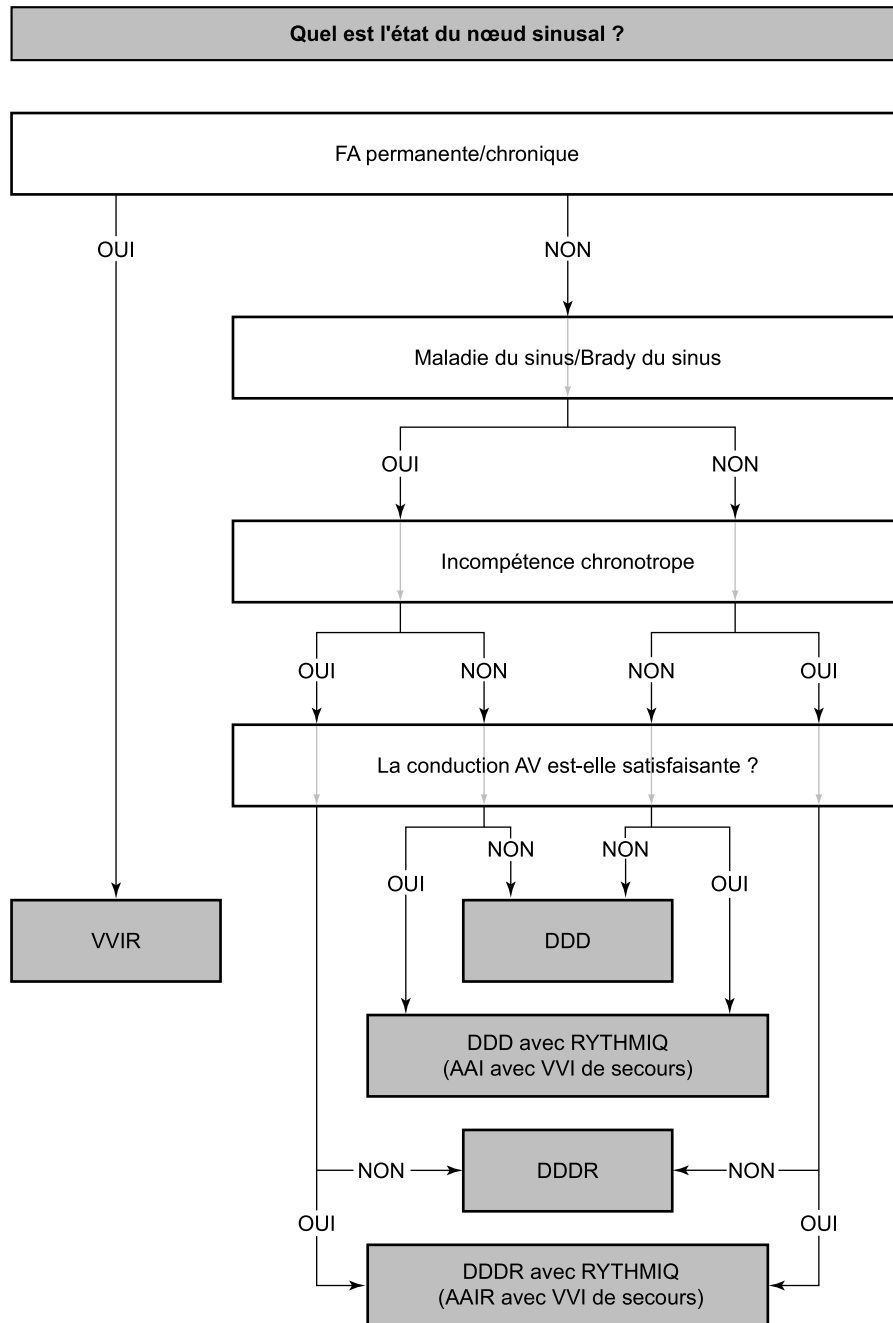 Quel est l'état du nœud sinusal ?
FA permanente/chronique
OUI
NON
Maladie du sinus/Brady du sinus
OUI
NON
Incompétence chronotrope
OUI
NON
NON
OUI
La conduction AV est-elle satisfaisante ?
NON
NON
OUI
OUI
VVIR
DDD
DDD avec RYTHMIQ
(AAI avec VVI de secours)
NON
DDDR
NON
OUI
OUI
DDDR avec RYTHMIQ
(AAIR avec VVI de secours)